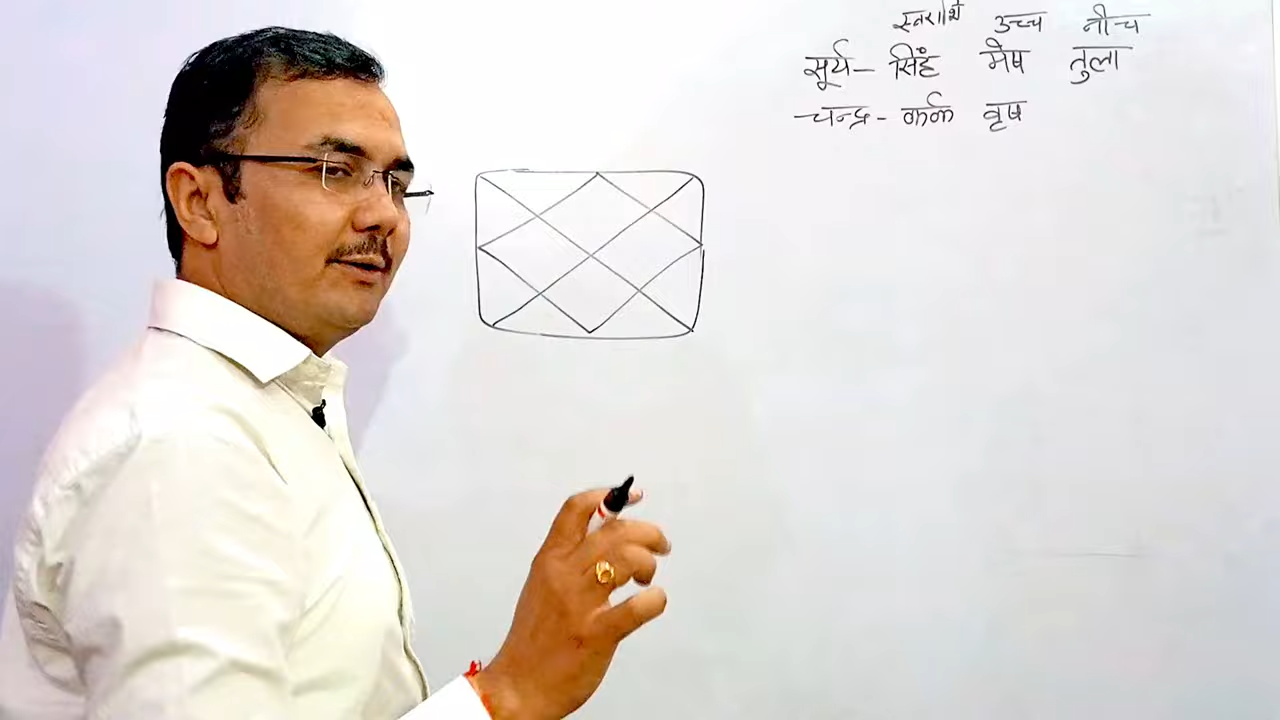 स्वराशि उच्च नीच
सूर्य – सिंह मेष तुला
चन्द्र - कर्क वृष